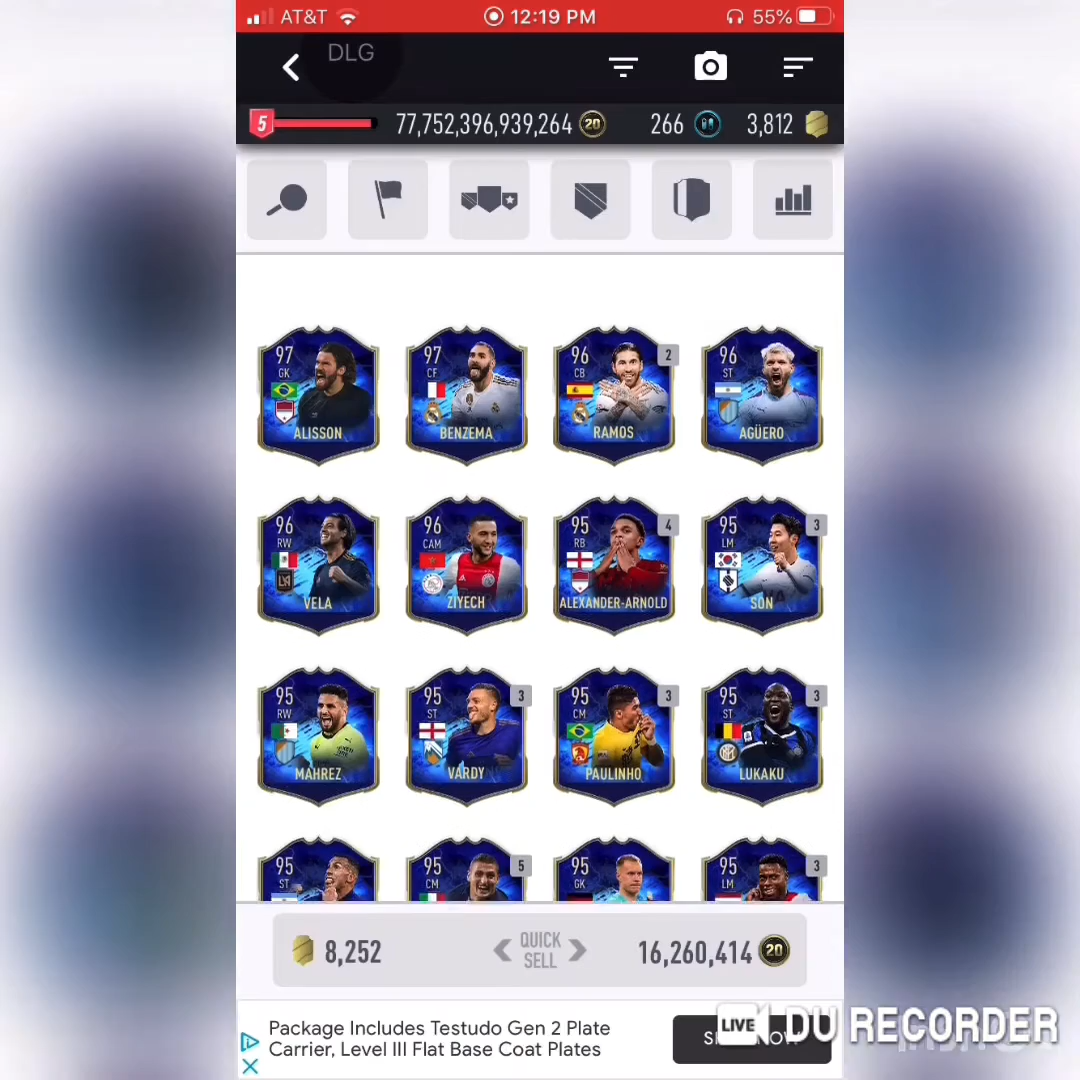 AT&T 12:19 PM 55%
DLG
5 77,752,396,939,264 20 266 3,812
97 GK ALISSON
97 CF BENZEMA
96 CB RAMOS 2
96 ST AGÜERO
96 RW VELA
96 CAM ZIYECH
95 RB ALEXANDER-ARNOLD 4
95 LM SON 3
95 RW MAHREZ
95 ST VARDY 3
95 CM PAULINHO 3
95 ST LUKAKU 3
95 ST
95 CM 5
95 GK
95 LM 3
8,252 QUICK SELL 16,260,414 20
Package Includes Testudo Gen 2 Plate
Carrier, Level III Flat Base Coat Plates
LIVE DU RECORDER